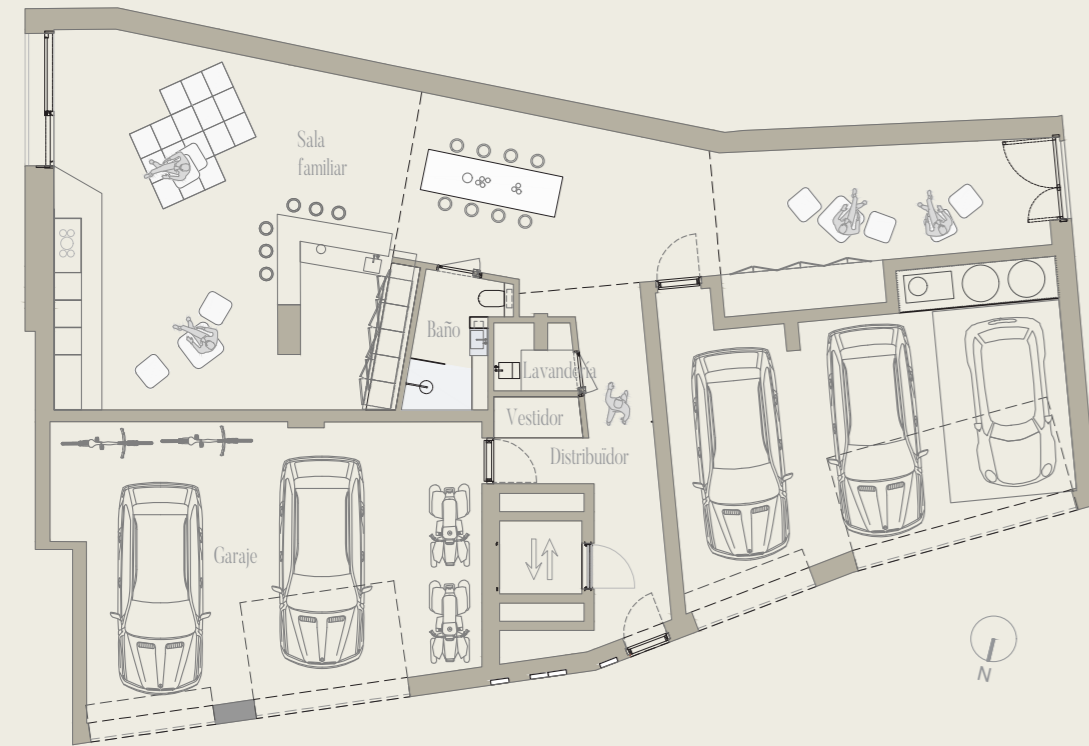 Sala
familiar
Baño
Lavandería
Vestidor
Distribuidor
Garaje
N